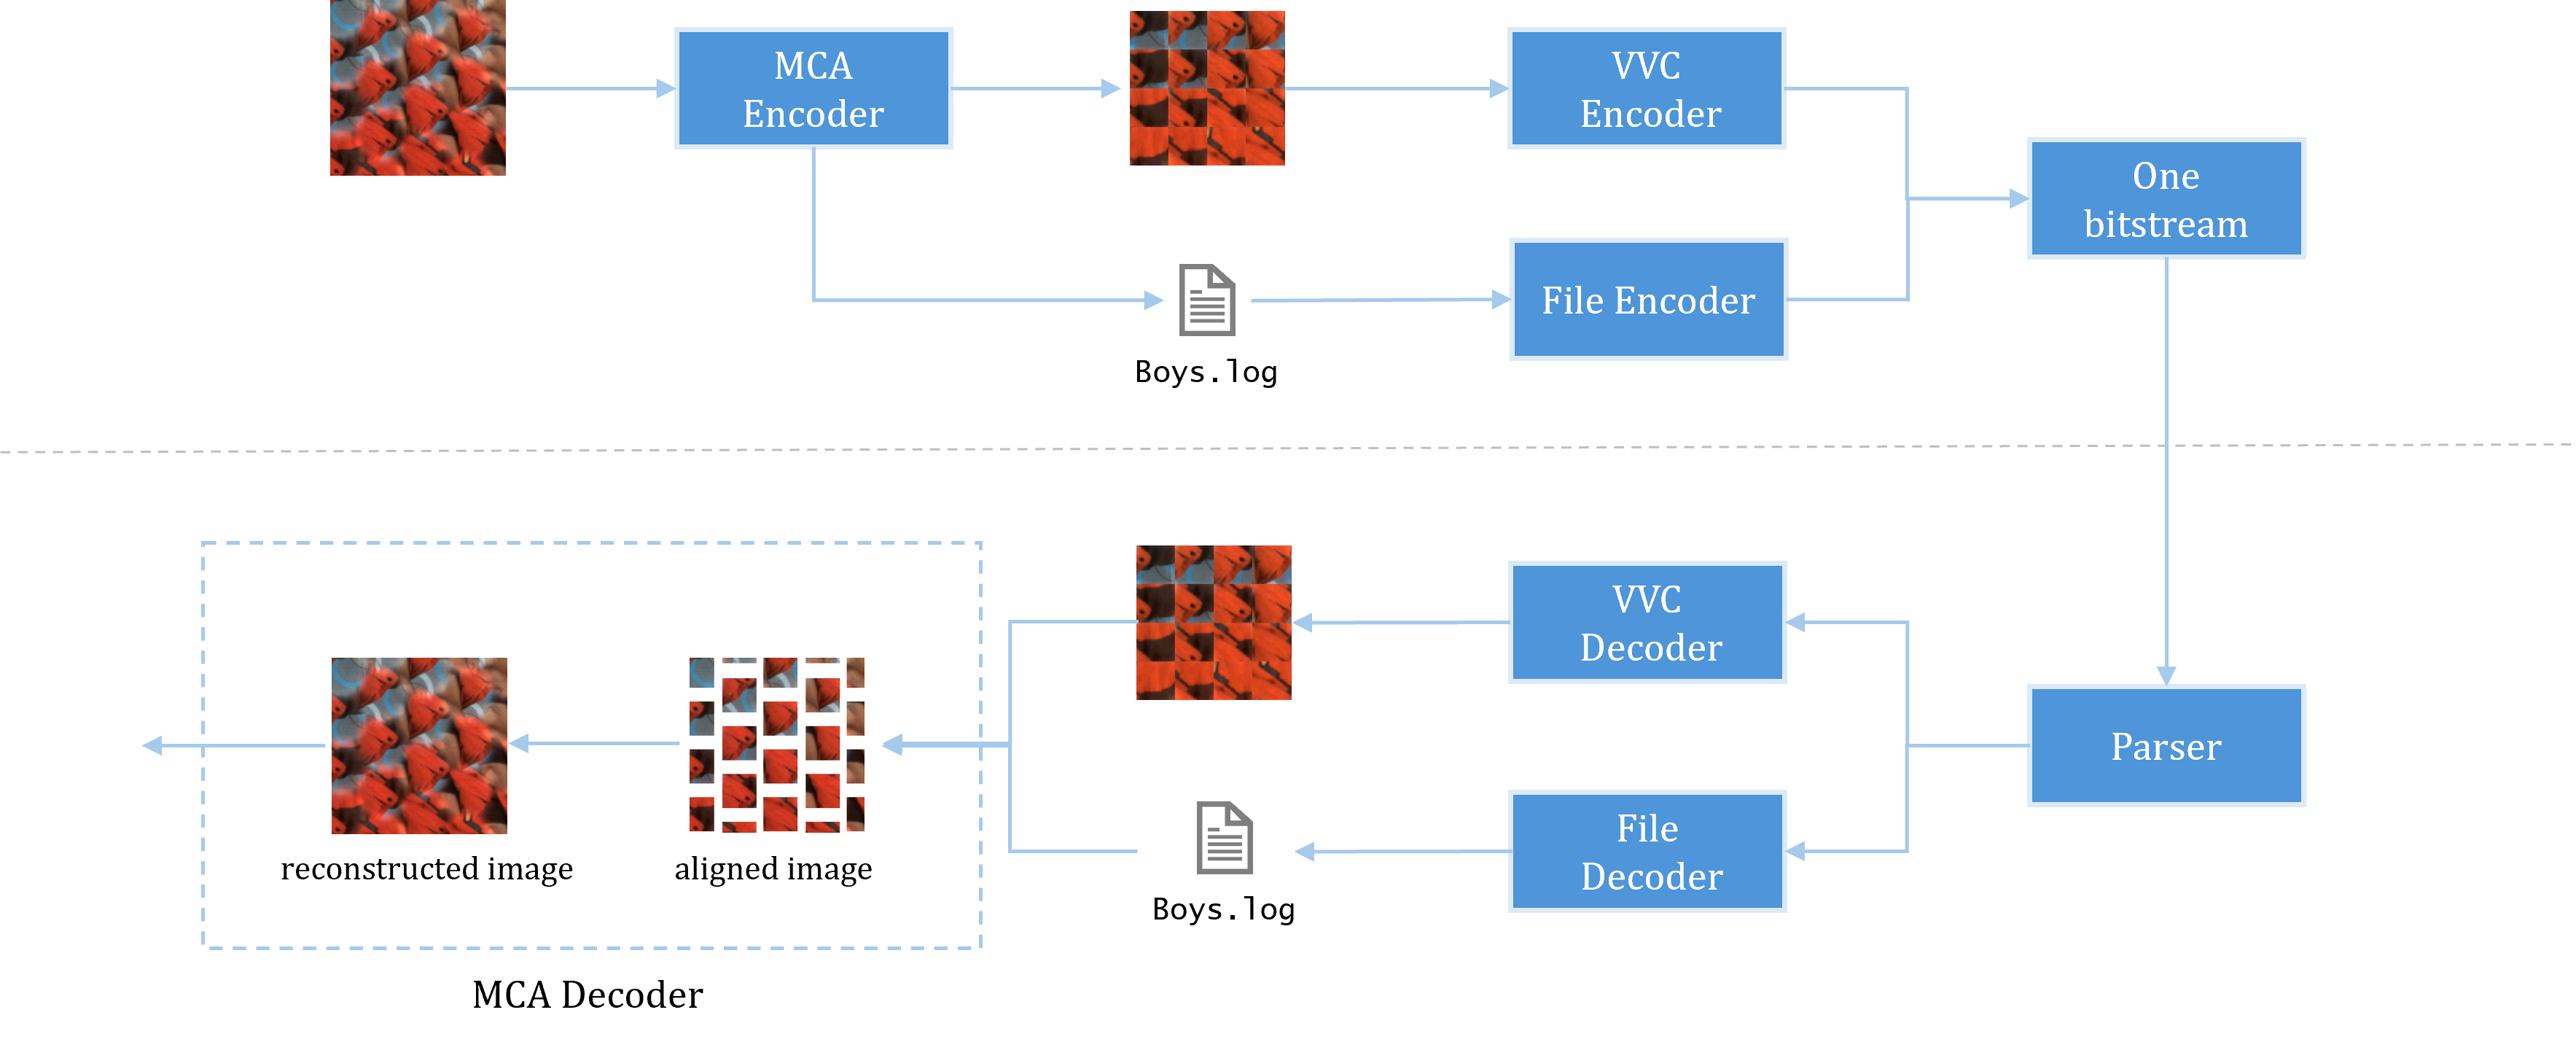 MCA
Encoder
VVC
Encoder
One
bitstream
File Encoder
Boys.log
VVC
Decoder
Parser
File
Decoder
reconstructed image
aligned image
Boys.log
MCA Decoder